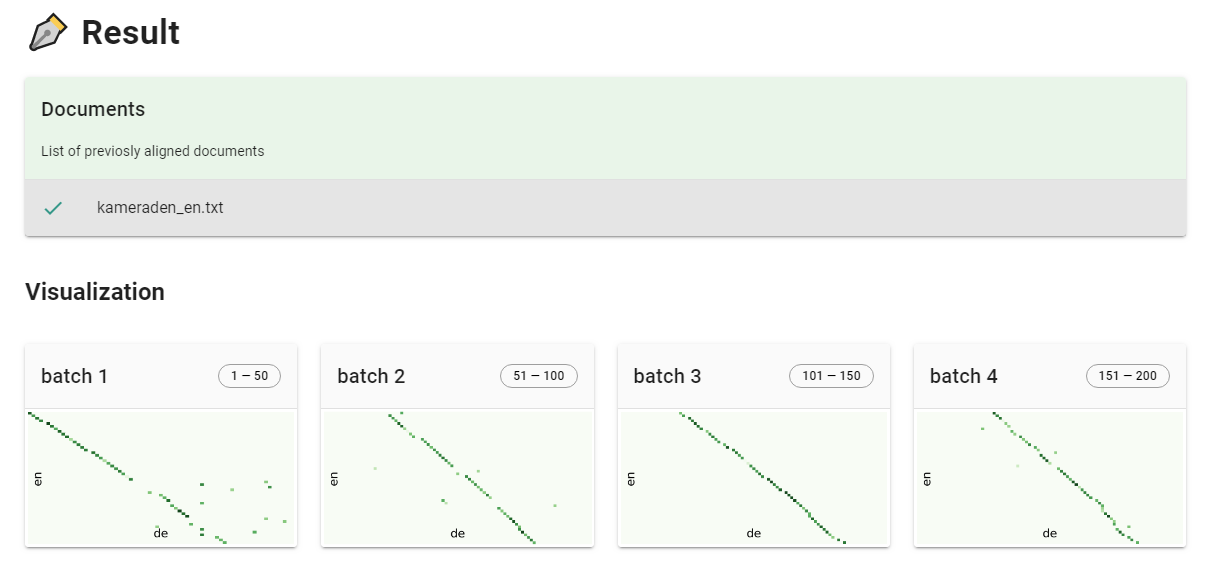 Result
Documents
List of previosly aligned documents
kameraden_en.txt
Visualization
batch 1
1 — 50
batch 2
51 — 100
batch 3
101 — 150
batch 4
151 — 200
en
de
en
de
en
de
en
de